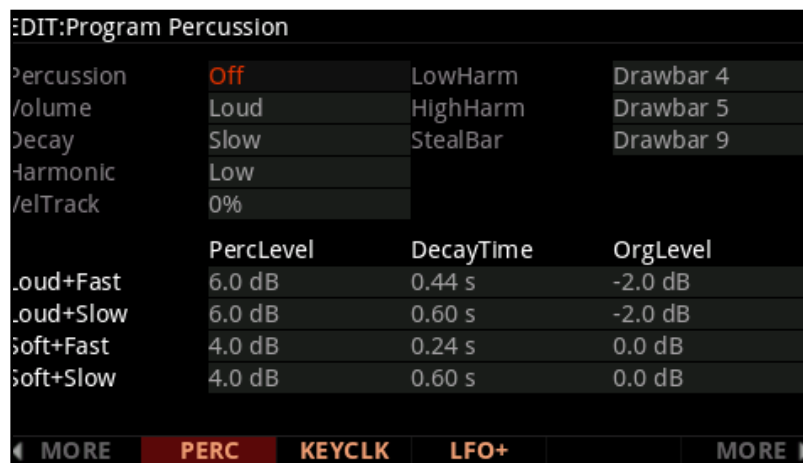 EDIT:Program Percussion
Percussion Off LowHarm Drawbar 4
Volume Loud HighHarm Drawbar 5
Decay Slow StealBar Drawbar 9
Harmonic Low
VelTrack 0%
PercLevel DecayTime OrgLevel
Loud+Fast 6.0 dB 0.44 s -2.0 dB
Loud+Slow 6.0 dB 0.60 s -2.0 dB
Soft+Fast 4.0 dB 0.24 s 0.0 dB
Soft+Slow 4.0 dB 0.60 s 0.0 dB
MORE PERC KEYCLK LFO+ MORE